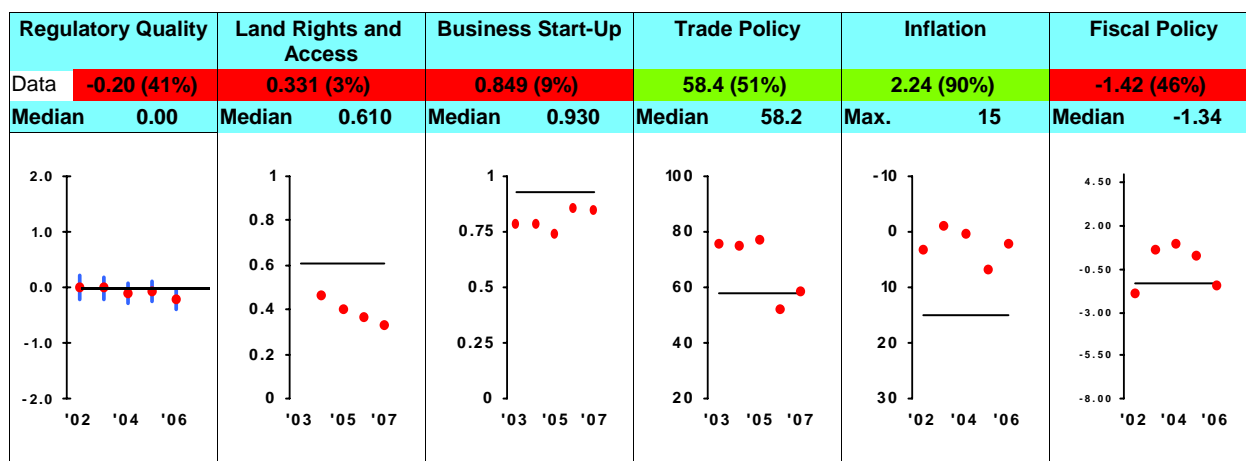 Regulatory Quality
Land Rights and
Access
Business Start-Up
Trade Policy
Inflation
Fiscal Policy
Data -0.20 (41%)
0.331 (3%)
0.849 (9%)
58.4 (51%)
2.24 (90%)
-1.42 (46%)
Median 0.00
Median 0.610
Median 0.930
Median 58.2
Max. 15
Median -1.34
2.0
1.0
0.0
-1.0
-2.0
'02 '04 '06
1
0.8
0.6
0.4
0.2
0
'03 '05 '07
1
0.75
0.5
0.25
0
'03 '05 '07
100
80
60
40
20
'03 '05 '07
-10
0
10
20
30
'02 '04 '06
4.50
2.00
-0.50
-3.00
-5.50
-8.00
'02 '04 '06